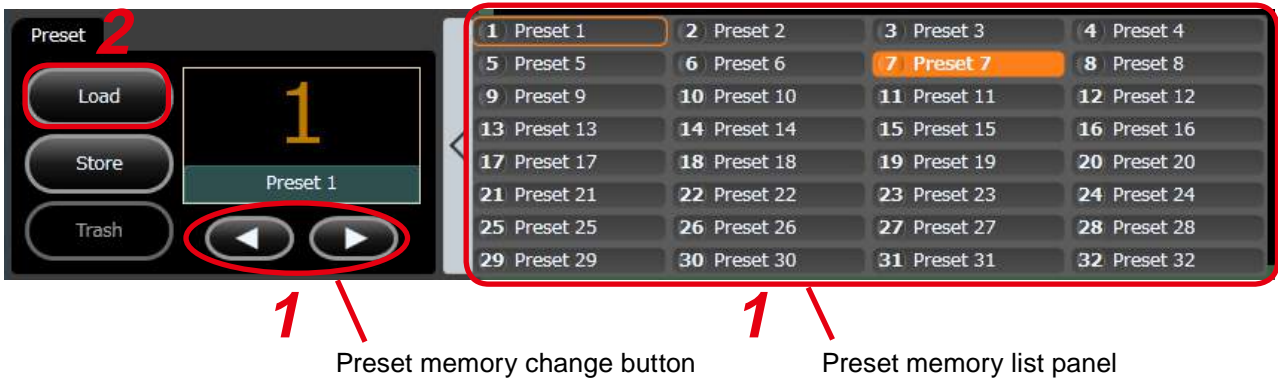 Preset
2
Load
Store
Trash
1
Preset 1
1 Preset 1 2 Preset 2 3 Preset 3 4 Preset 4
5 Preset 5 6 Preset 6 7 Preset 7 8 Preset 8
9 Preset 9 10 Preset 10 11 Preset 11 12 Preset 12
13 Preset 13 14 Preset 14 15 Preset 15 16 Preset 16
17 Preset 17 18 Preset 18 19 Preset 19 20 Preset 20
21 Preset 21 22 Preset 22 23 Preset 23 24 Preset 24
25 Preset 25 26 Preset 26 27 Preset 27 28 Preset 28
29 Preset 29 30 Preset 30 31 Preset 31 32 Preset 32
1 1
Preset memory change button Preset memory list panel